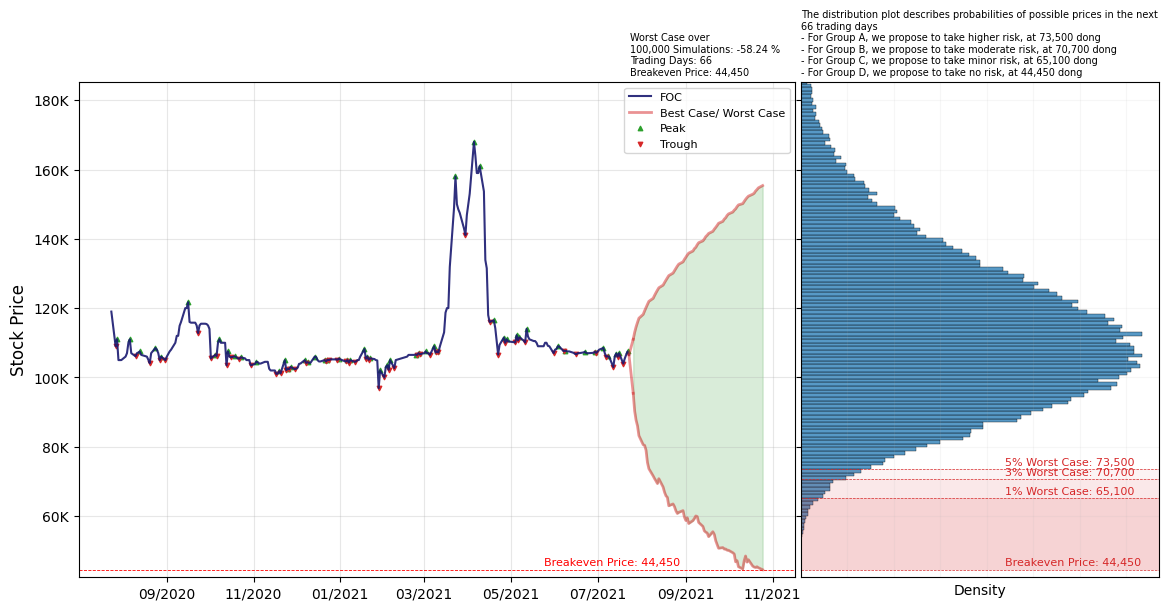 The distribution plot describes probabilities of possible prices in the next
66 trading days
- For Group A, we propose to take higher risk, at 73,500 dong
- For Group B, we propose to take moderate risk, at 70,700 dong
- For Group C, we propose to take minor risk, at 65,100 dong
- For Group D, we propose to take no risk, at 44,450 dong
Worst Case over
100,000 Simulations: -58.24 %
Trading Days: 66
Breakeven Price: 44,450
FOC
Best Case/ Worst Case
Peak
Trough
Stock Price
180K
160K
140K
120K
100K
80K
60K
Breakeven Price: 44,450
09/2020
11/2020
01/2021
03/2021
05/2021
07/2021
09/2021
11/2021
5% Worst Case: 73,500
3% Worst Case: 70,700
1% Worst Case: 65,100
Breakeven Price: 44,450
Density